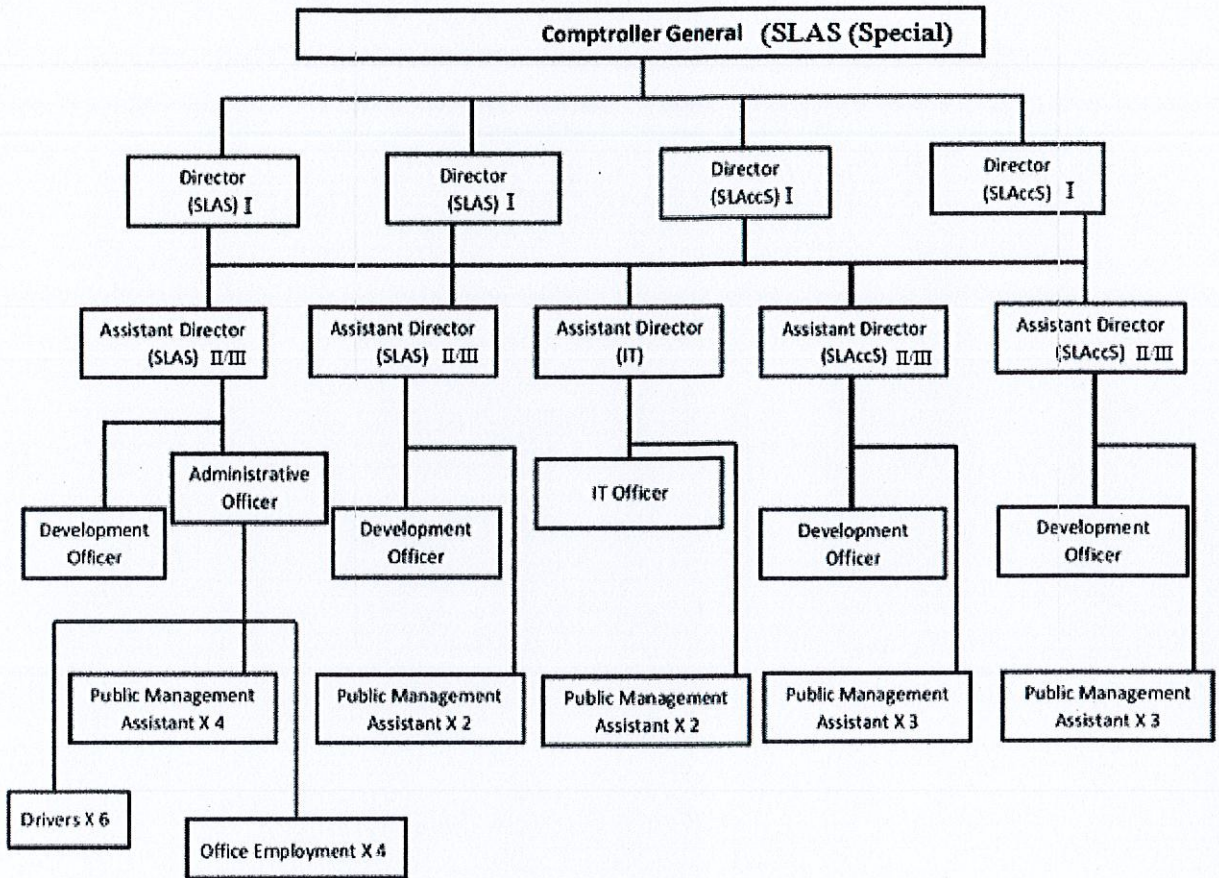 Comptroller General (SLAS (Special)
Director
(SLAS) I
Director
(SLAS) I
Director
(SLAccS) I
Director
(SLAccS) I
Assistant Director
(SLAS) II/III
Assistant Director
(SLAS) II/III
Assistant Director
(IT)
Assistant Director
(SLAccS) II/III
Assistant Director
(SLAccS) II/III
Administrative
Officer
IT Officer
Development
Officer
Development
Officer
Development
Officer
Development
Officer
Public Management
Assistant X 4
Public Management
Assistant X 2
Public Management
Assistant X 2
Public Management
Assistant X 3
Public Management
Assistant X 3
Drivers X 6
Office Employment X 4